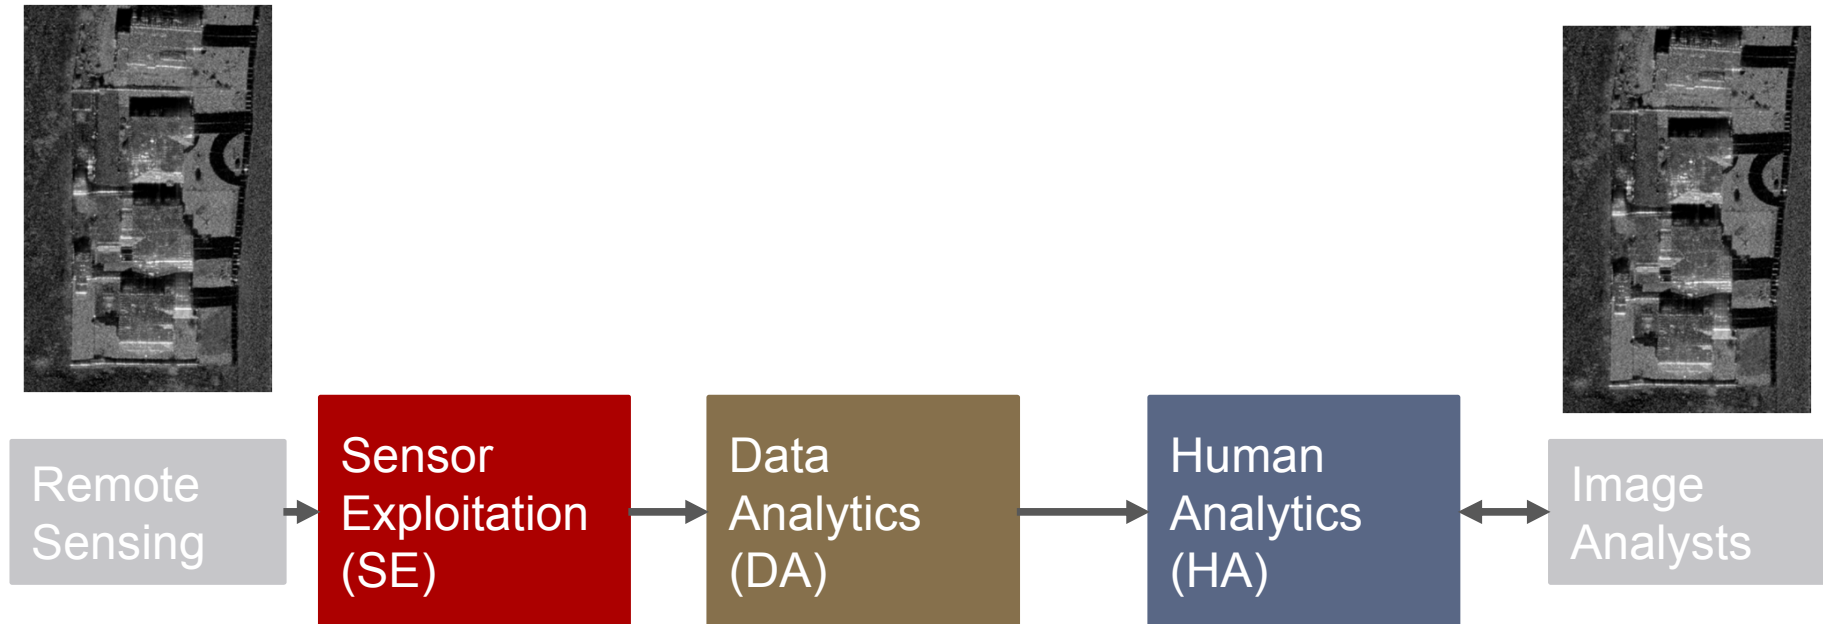 Remote
Sensing
Sensor
Exploitation
(SE)
Data
Analytics
(DA)
Human
Analytics
(HA)
Image
Analysts